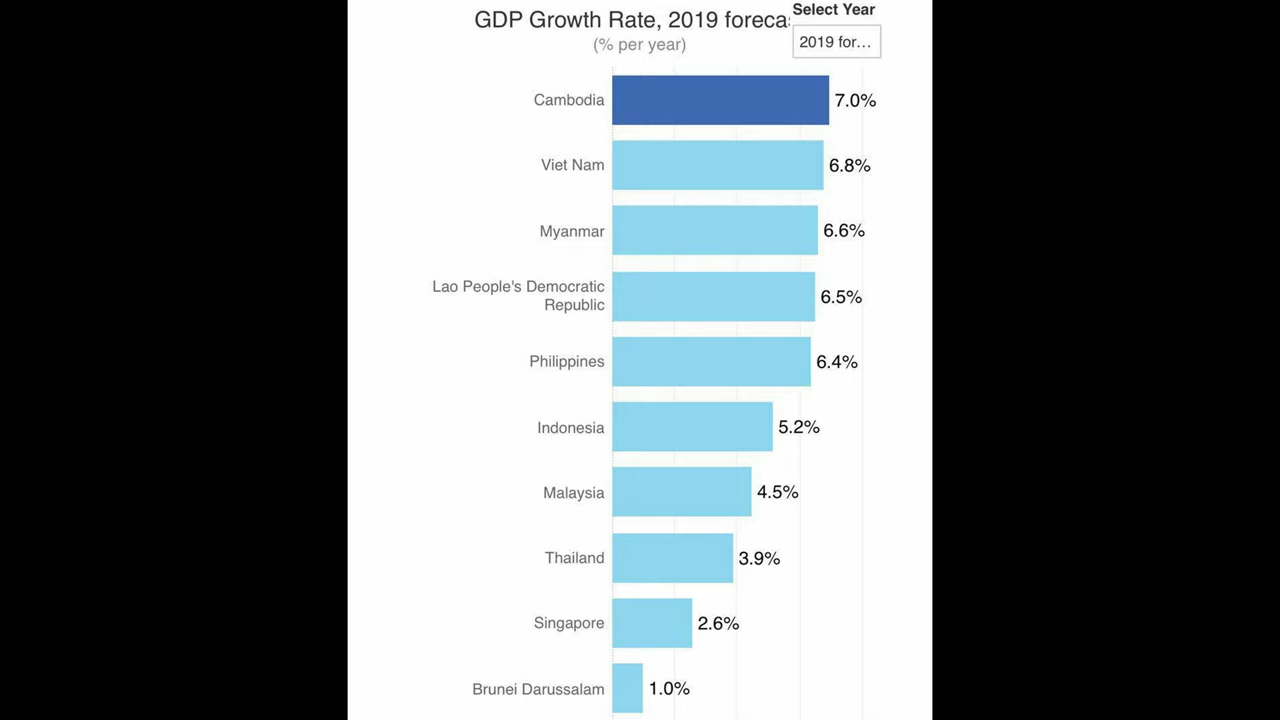 GDP Growth Rate, 2019 foreca
Select Year
(% per year)
2019 for...
Cambodia 7.0%
Viet Nam 6.8%
Myanmar 6.6%
Lao People's Democratic
Republic 6.5%
Philippines 6.4%
Indonesia 5.2%
Malaysia 4.5%
Thailand 3.9%
Singapore 2.6%
Brunei Darussalam 1.0%